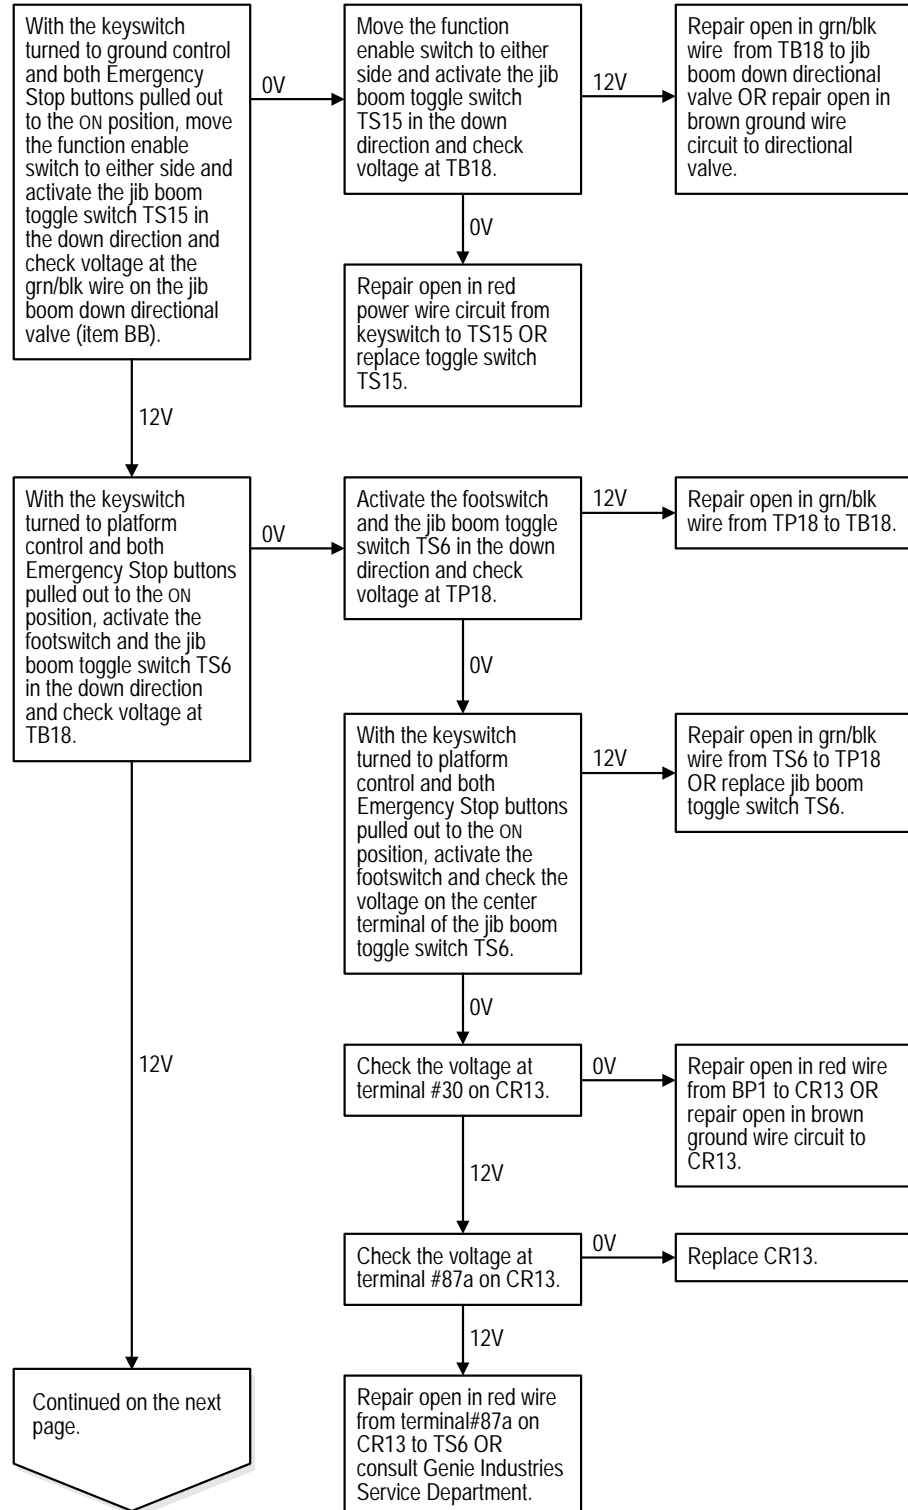 With the keyswitch
turned to ground control
and both Emergency
Stop buttons pulled out
to the ON position, move
the function enable
switch to either side and
activate the jib boom
toggle switch TS15 in
the down direction and
check voltage at the
grn/blk wire on the jib
boom down directional
valve (item BB).
0V
Move the function
enable switch to either
side and activate the jib
boom toggle switch
TS15 in the down
direction and check
voltage at TB18.
12V
Repair open in grn/blk
wire from TB18 to jib
boom down directional
valve OR repair open in
brown ground wire
circuit to directional
valve.
0V
Repair open in red
power wire circuit from
keyswitch to TS15 OR
replace toggle switch
TS15.
12V
With the keyswitch
turned to platform
control and both
Emergency Stop buttons
pulled out to the ON
position, activate the
footswitch and the jib
boom toggle switch TS6
in the down direction
and check voltage at
TB18.
0V
Activate the footswitch
and the jib boom toggle
switch TS6 in the down
direction and check
voltage at TP18.
12V
Repair open in grn/blk
wire from TP18 to TB18.
0V
With the keyswitch
turned to platform
control and both
Emergency Stop buttons
pulled out to the ON
position, activate the
footswitch and check the
voltage on the center
terminal of the jib boom
toggle switch TS6.
12V
Repair open in grn/blk
wire from TS6 to TP18
OR replace jib boom
toggle switch TS6.
0V
12V
Check the voltage at
terminal #30 on CR13.
0V
Repair open in red wire
from BP1 to CR13 OR
repair open in brown
ground wire circuit to
CR13.
12V
Check the voltage at
terminal #87a on CR13.
0V
Replace CR13.
12V
Continued on the next
page.
Repair open in red wire
from terminal#87a on
CR13 to TS6 OR
consult Genie Industries
Service Department.